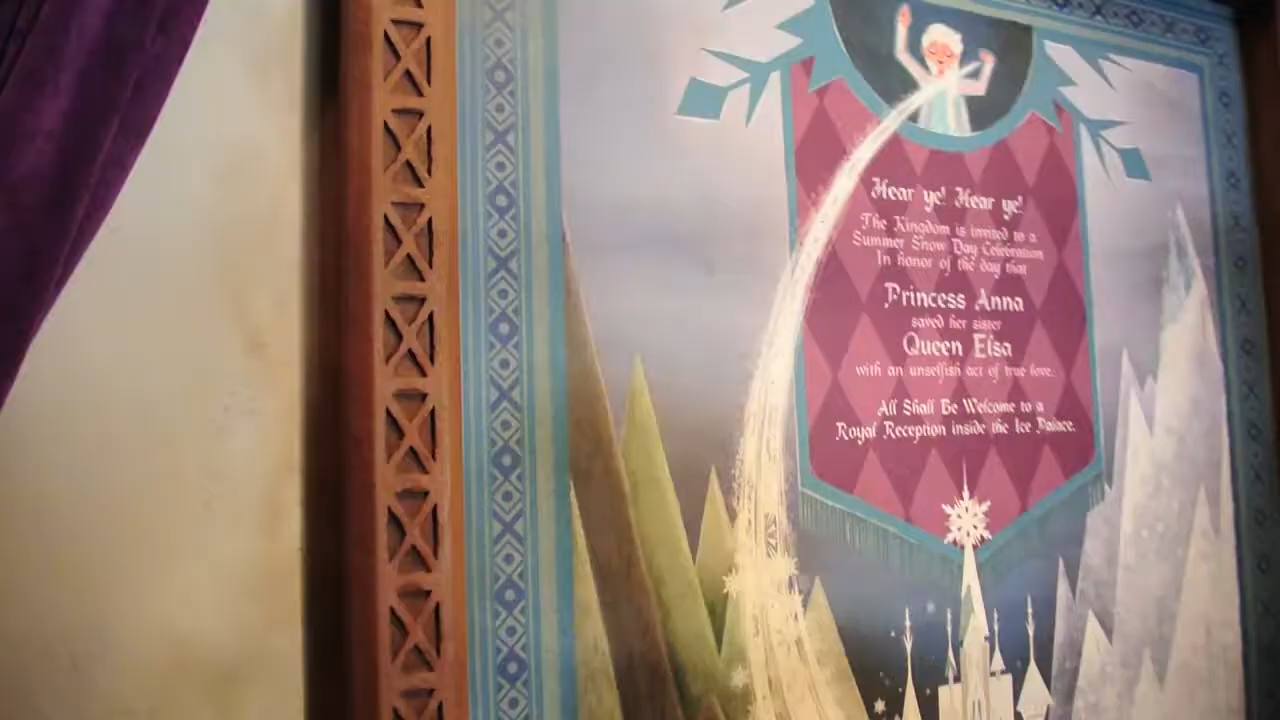 Hear ye! Hear ye!
The Kingdom is invited to a
Summer Snow Day Celebration
In honor of the day that
Princess Anna
saved her sister
Queen Elsa
with an unselfish act of true love.
All Shall Be Welcome to a
Royal Reception inside the Ice Palace.